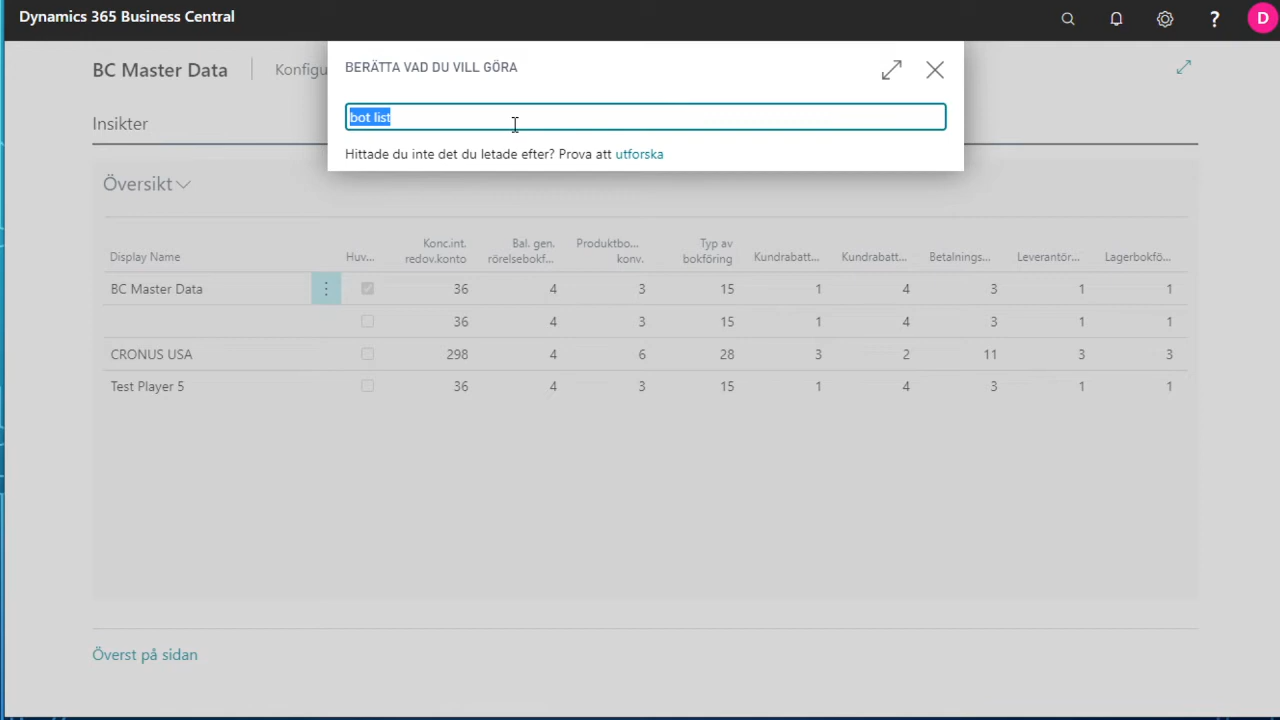 Dynamics 365 Business Central
?
D
BC Master Data
Konfigu
BERÄTTA VAD DU VILL GÖRA
bot list
Hittade du inte det du letade efter? Prova att utforska
Insikter
Översikt
Display Name Huv... Konc.int. redov.konto Bal. gen. rörelsebokf... Produktbo... konv. Typ av bokföring Kundrabatt... Kundrabatt... Betalnings... Leverantör... Lagerbokfö...
BC Master Data 36 4 3 15 1 4 3 1 1
36 4 3 15 1 4 3 1 1
CRONUS USA 298 4 6 28 3 2 11 3 3
Test Player 5 36 4 3 15 1 4 3 1 1
Överst på sidan